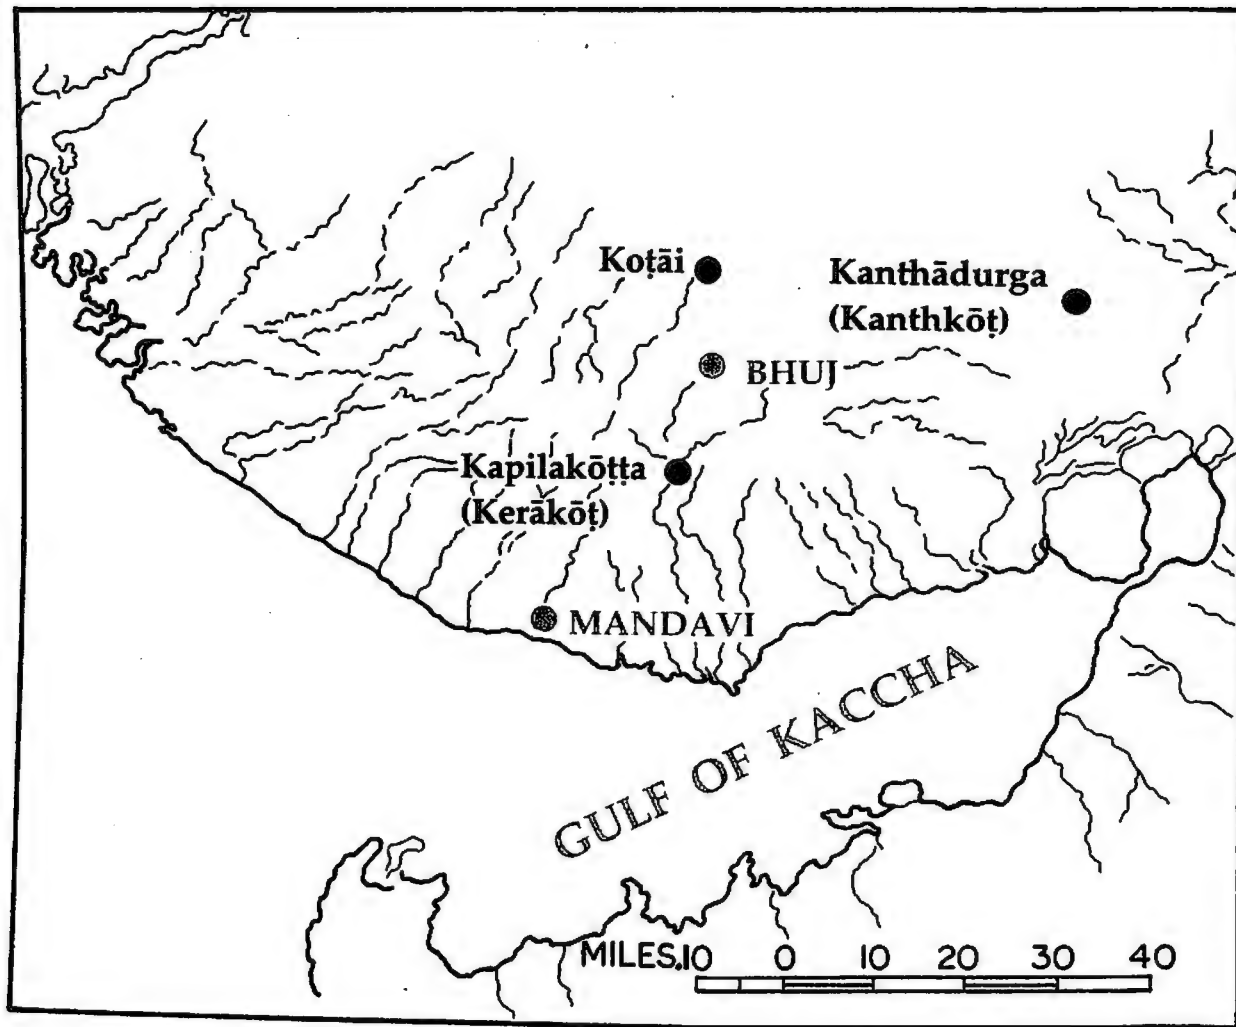 Koṭāi
Kanthādurga
(Kanthkōṭ)
BHUJ
Kapilakōṭṭa
(Kerākōṭ)
MANDAVI
GULF OF KACCHA
MILES.10 0 10 20 30 40